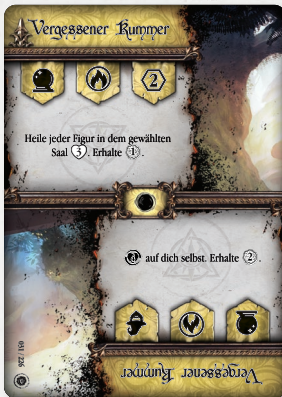 Vergessener Kummer
2
Heile jeder Figur in dem gewählten
Saal 3. Erhalte 1.
auf dich selbst. Erhalte 2.
Vergessener Kummer